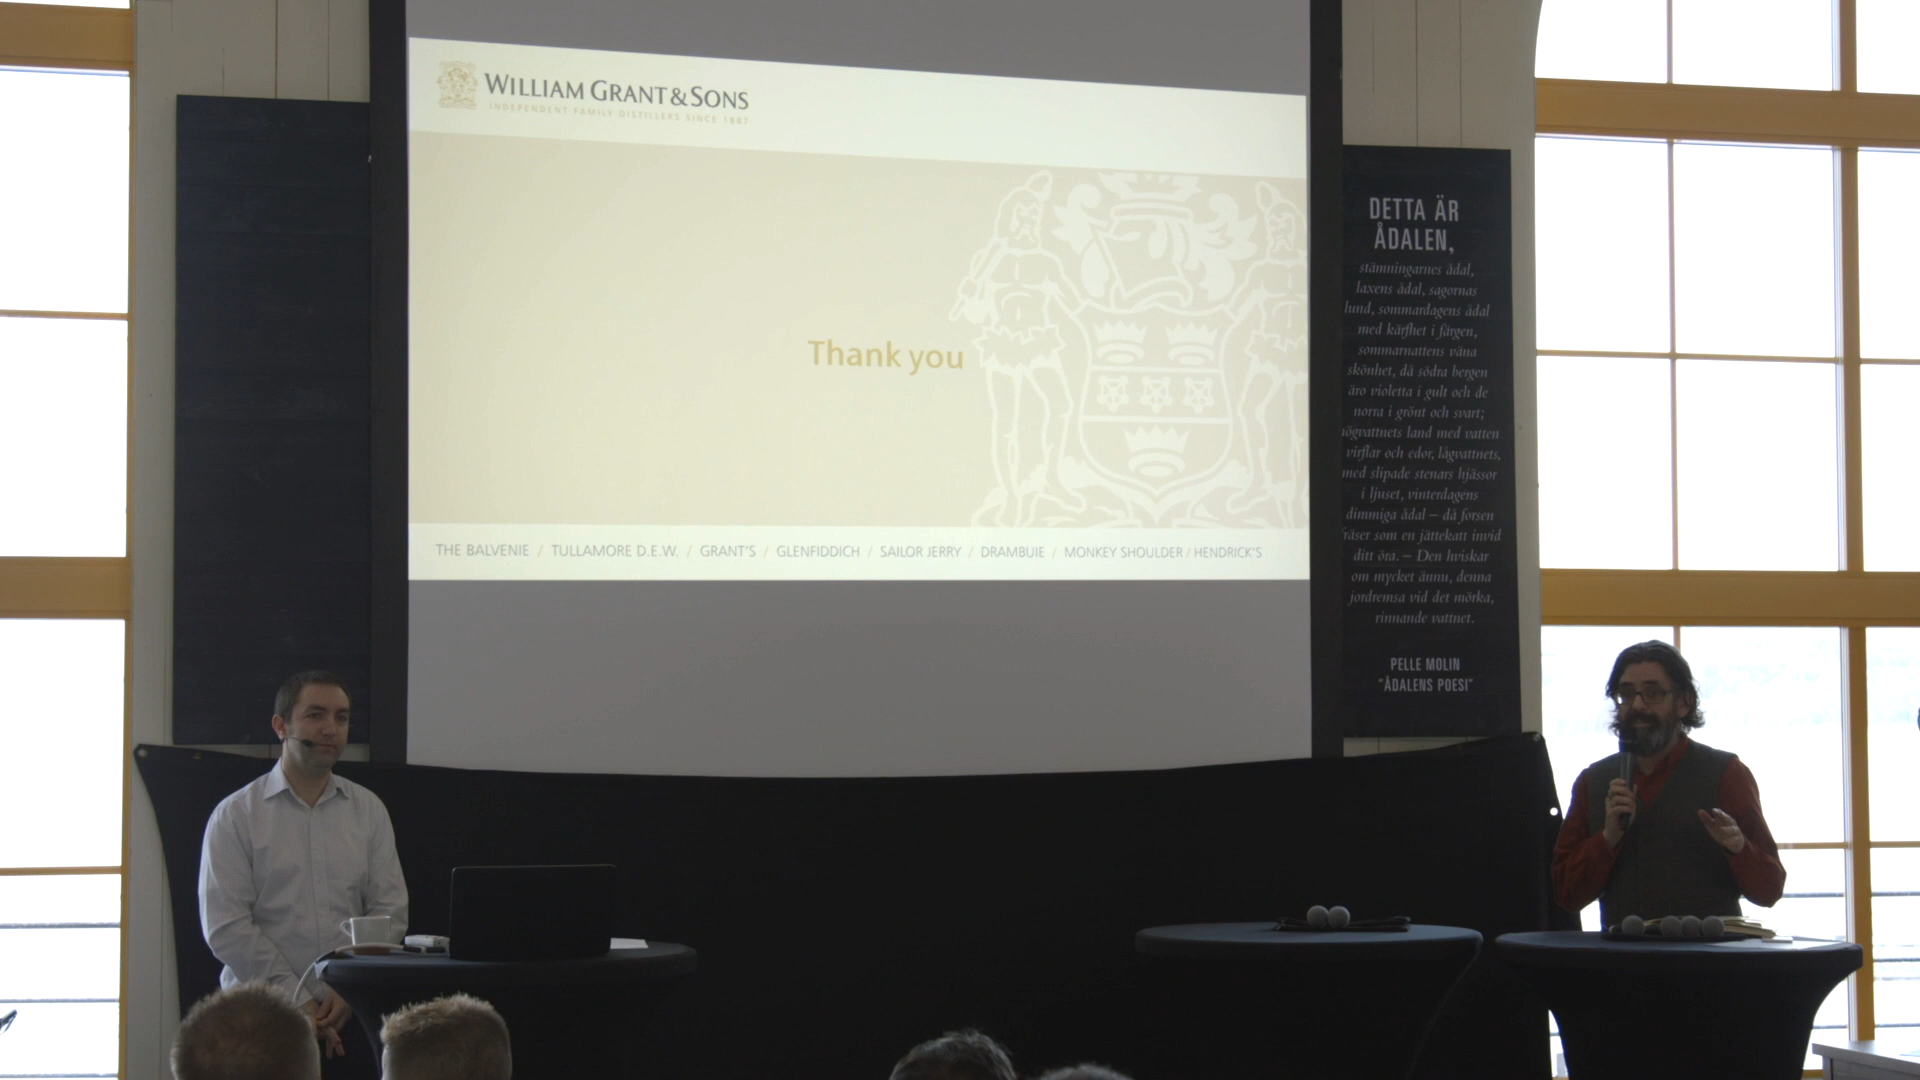 WILLIAM GRANT & SONS
INDEPENDENT FAMILY DISTILLERS SINCE 1887
Thank you
THE BALVENIE / TULLAMORE D.E.W. / GRANT'S / GLENFIDDICH / SAILOR JERRY / DRAMBUIE / MONKEY SHOULDER / HENDRICK'S
DETTA ÄR
ÅDALEN,
stämningarnes ådal,
laxens ådal, sagornas
lund, sommardagens ådal
med kärfhet i färgen,
sommarnattens väna
skönhet, då södra bergen
äro violetta i gult och de
norra i grönt och svart;
högvattnets land med vatten
virflar och edor, lågvattnets,
med slipade stenars hjässor
i ljuset, vinterdagens
dimmiga ådal – då forsen
fräser som en jättekatt invid
ditt öra. – Den hviskar
om mycket ännu, denna
jordremsa vid det mörka,
rinnande vattnet.
PELLE MOLIN
"ÅDALENS POESI"